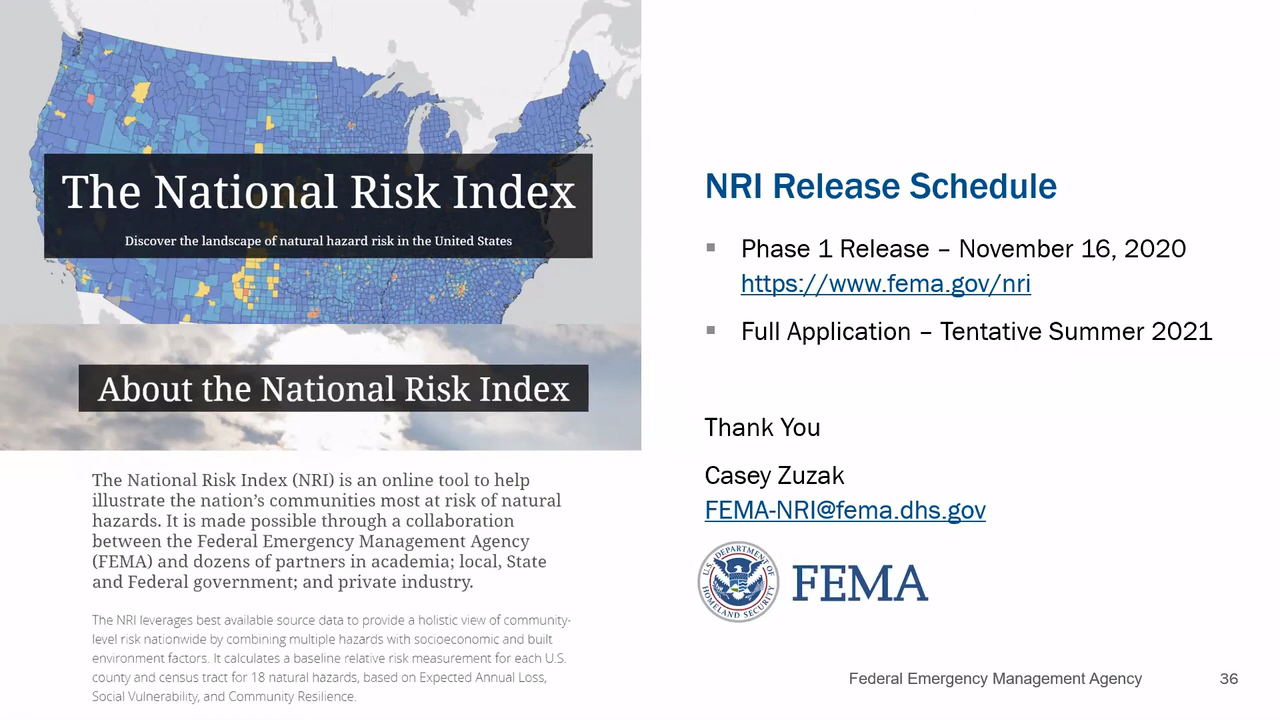 The National Risk Index
Discover the landscape of natural hazard risk in the United States
About the National Risk Index
The National Risk Index (NRI) is an online tool to help
illustrate the nation’s communities most at risk of natural
hazards. It is made possible through a collaboration
between the Federal Emergency Management Agency
(FEMA) and dozens of partners in academia; local, State
and Federal government; and private industry.
The NRI leverages best available source data to provide a holistic view of community-
level risk nationwide by combining multiple hazards with socioeconomic and built
environment factors. It calculates a baseline relative risk measurement for each U.S.
county and census tract for 18 natural hazards, based on Expected Annual Loss,
Social Vulnerability, and Community Resilience.
NRI Release Schedule
▪ Phase 1 Release – November 16, 2020
https://www.fema.gov/nri
▪ Full Application – Tentative Summer 2021
Thank You
Casey Zuzak
FEMA-NRI@fema.dhs.gov
U.S. DEPARTMENT OF
HOMELAND SECURITY
FEMA
Federal Emergency Management Agency
36